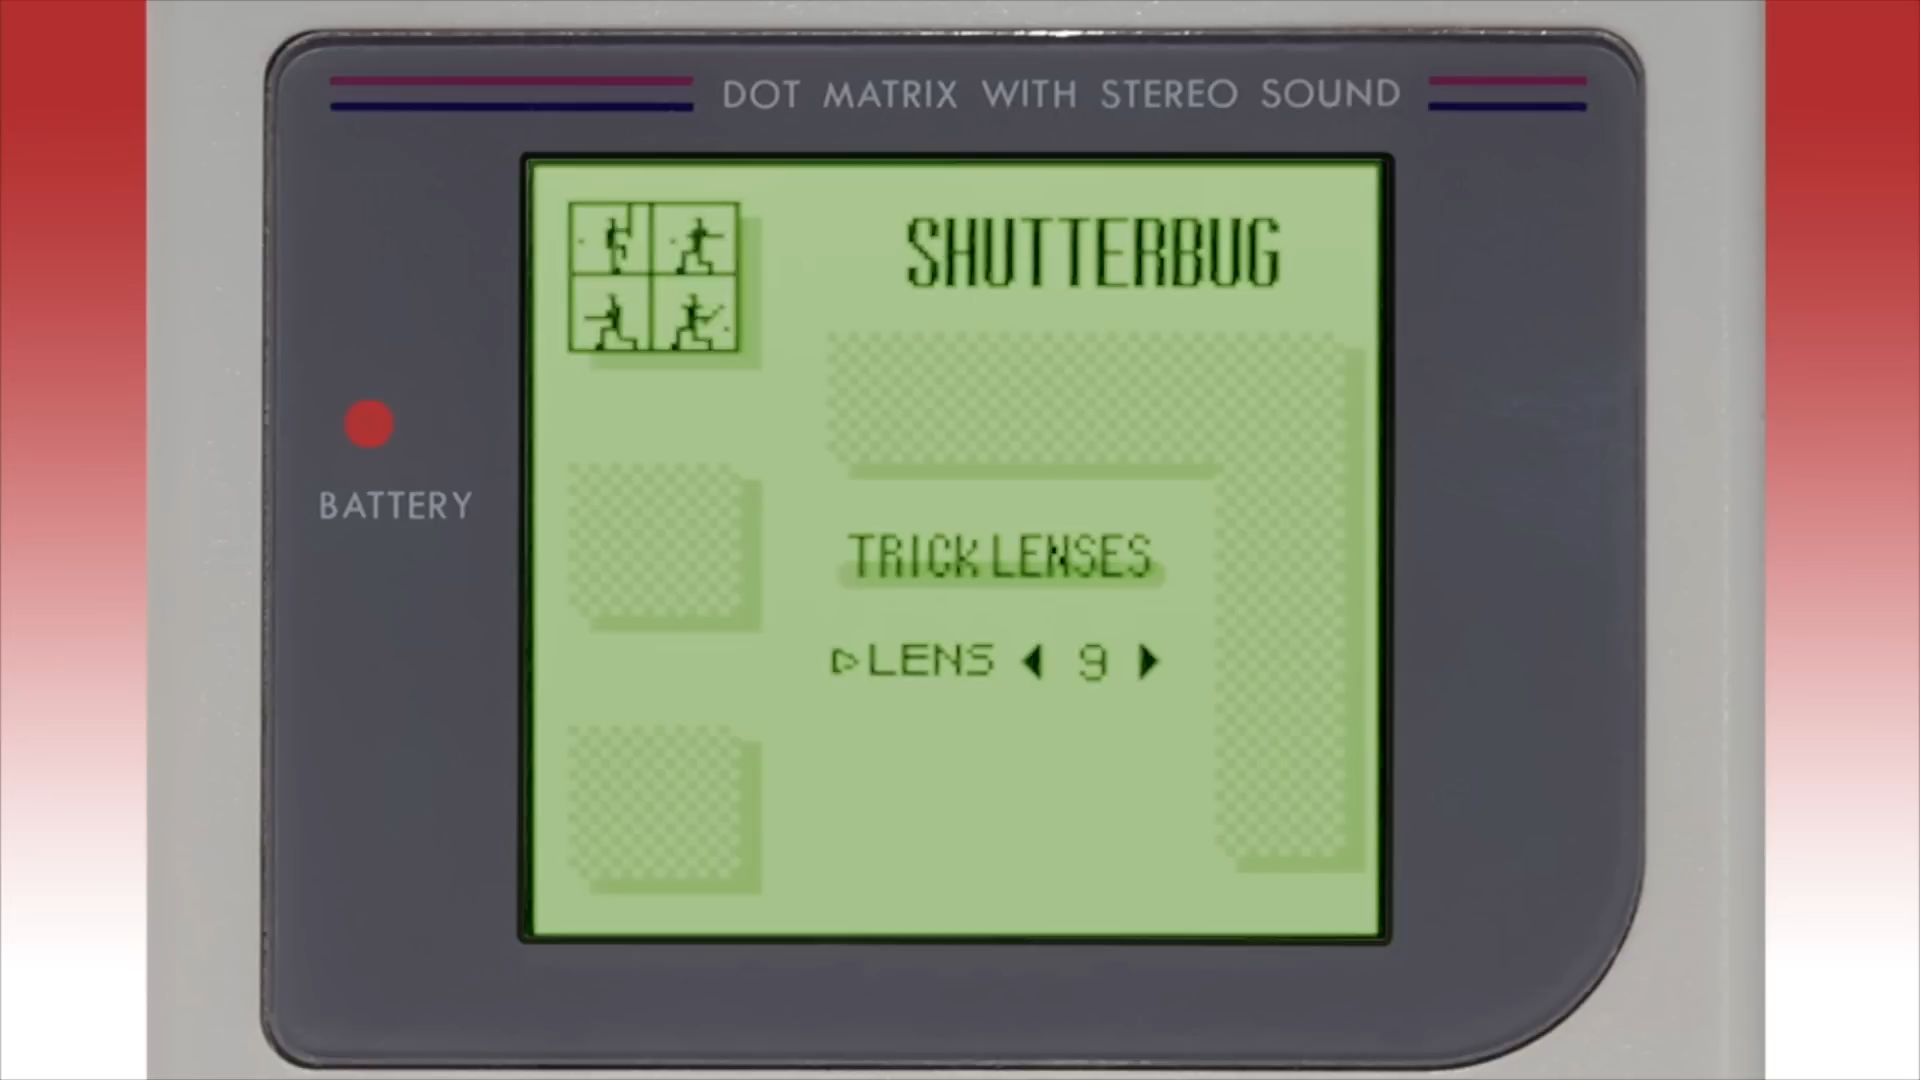 DOT MATRIX WITH STEREO SOUND
SHUTTERBUG
BATTERY
TRICK LENSES
▷LENS ◀ 9 ▶